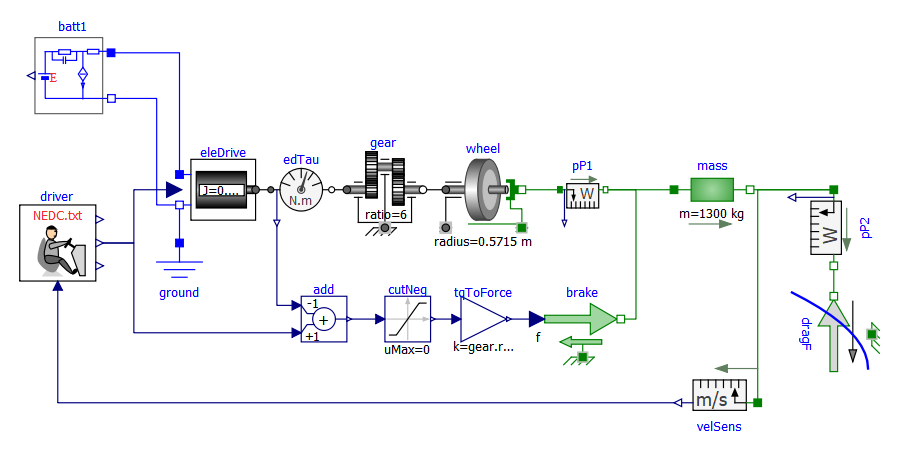 batt1
E
eleDrive
J=0....
edTau
N.m
gear
ratio=6
wheel
radius=0.5715 m
pP1
W
mass
m=1300 kg
driver
NEDC.txt
pP2
W
ground
add
-1
+
+1
cutNeg
uMax=0
tqToForce
k=gear.r...
brake
f
dragF
m/s
velSens